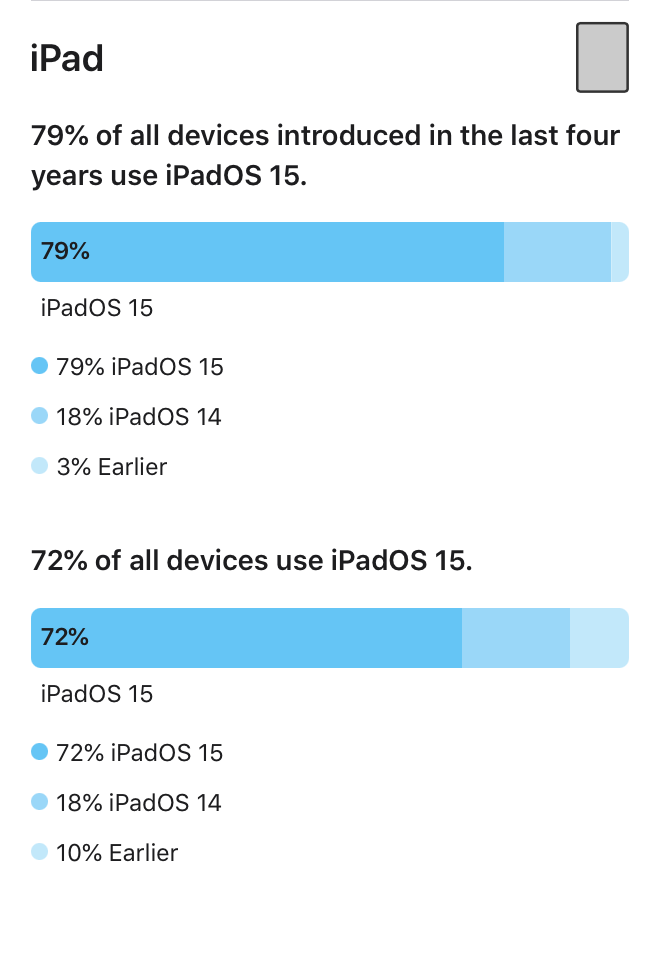 iPad
79% of all devices introduced in the last four
years use iPadOS 15.
79%
iPadOS 15
79% iPadOS 15
18% iPadOS 14
3% Earlier
72% of all devices use iPadOS 15.
72%
iPadOS 15
72% iPadOS 15
18% iPadOS 14
10% Earlier